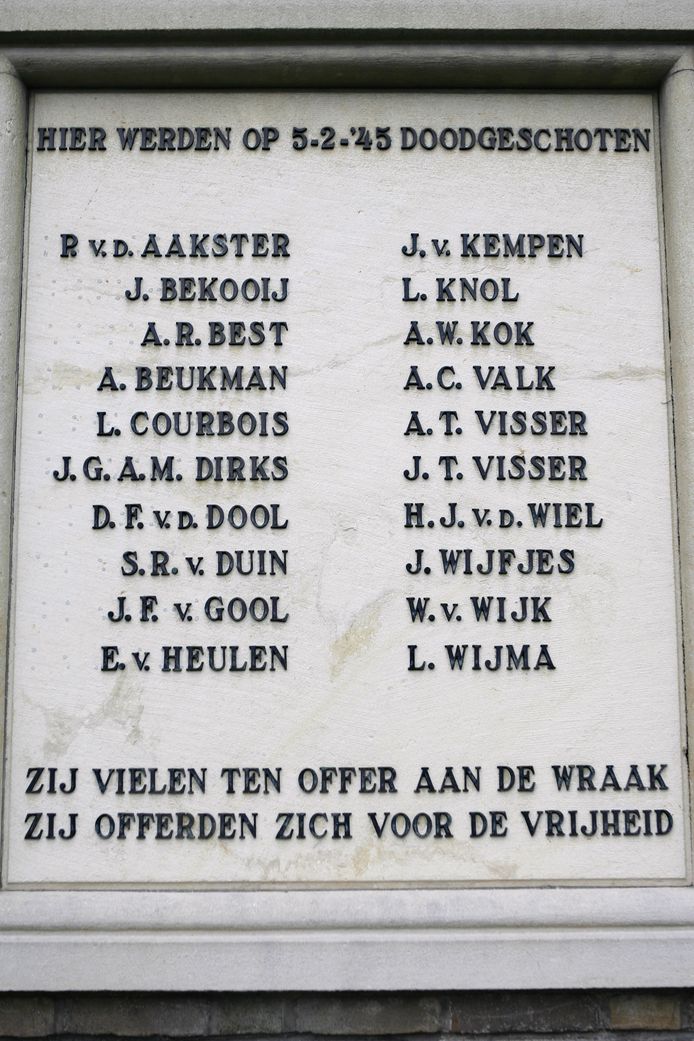 HIER WERDEN OP 5-2-'45 DOODGESCHOTEN
P. v.d. AAKSTER
J. BEKOOIJ
A.R. BEST
A. BEUKMAN
L. COURBOIS
J.G.A.M. DIRKS
D.F. v.d. DOOL
S.R. v. DUIN
J.F. v. GOOL
E. v. HEULEN
J. v. KEMPEN
L. KNOL
A.W. KOK
A.C. VALK
A.T. VISSER
J.T. VISSER
H.J. v.d. WIEL
J. WIJFJES
W. v. WIJK
L. WIJMA
ZIJ VIELEN TEN OFFER AAN DE WRAAK
ZIJ OFFERDEN ZICH VOOR DE VRIJHEID